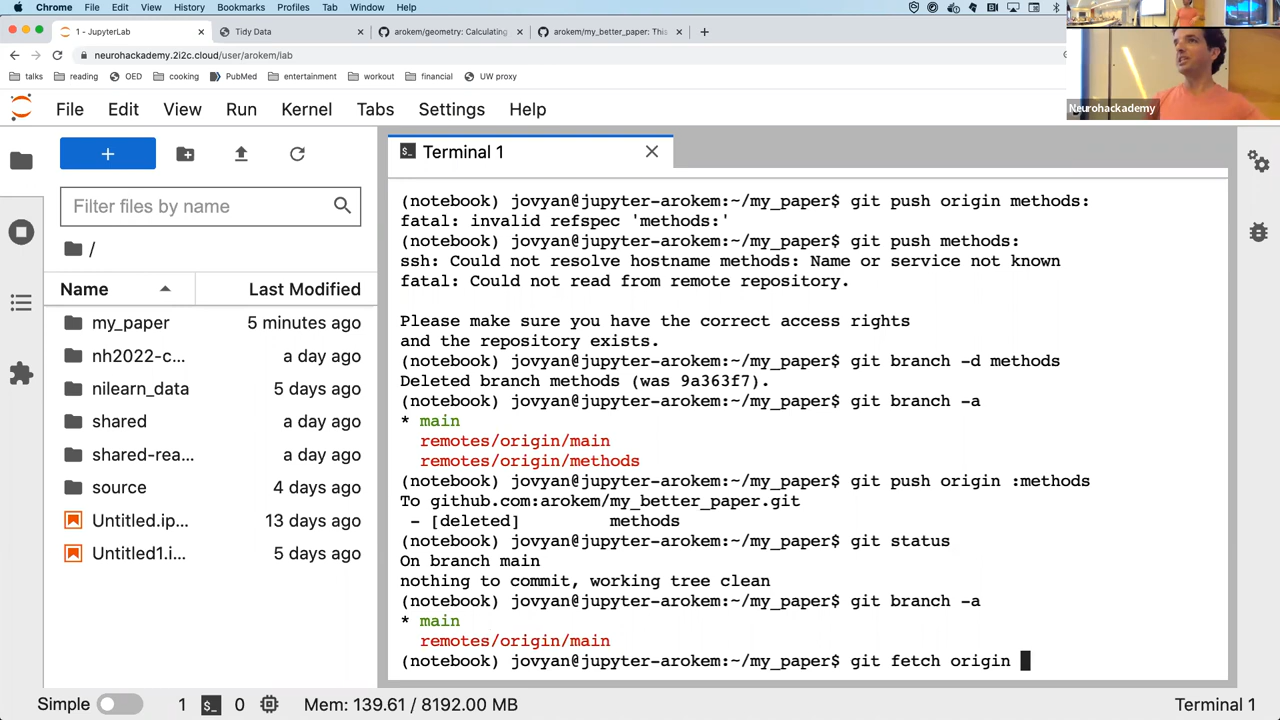 Chrome File Edit View History Bookmarks Profiles Tab Window Help
1 - JupyterLab Tidy Data arokem/geometry: Calculating arokem/my_better_paper: This
neurohackademy.2i2c.cloud/user/arokem/lab
talks reading OED cooking PubMed entertainment workout financial UW proxy
Neurohackademy
File Edit View Run Kernel Tabs Settings Help
Terminal 1
Filter files by name
/
Name Last Modified
my_paper 5 minutes ago
nh2022-c... a day ago
nilearn_data 5 days ago
shared a day ago
shared-rea... a day ago
source 4 days ago
Untitled.ip... 13 days ago
Untitled1.i... 5 days ago
(notebook) jovyan@jupyter-arokem:~/my_paper$ git push origin methods:
fatal: invalid refspec 'methods:'
(notebook) jovyan@jupyter-arokem:~/my_paper$ git push methods:
ssh: Could not resolve hostname methods: Name or service not known
fatal: Could not read from remote repository.
Please make sure you have the correct access rights
and the repository exists.
(notebook) jovyan@jupyter-arokem:~/my_paper$ git branch -d methods
Deleted branch methods (was 9a363f7).
(notebook) jovyan@jupyter-arokem:~/my_paper$ git branch -a
* main
remotes/origin/main
remotes/origin/methods
(notebook) jovyan@jupyter-arokem:~/my_paper$ git push origin :methods
To github.com:arokem/my_better_paper.git
- [deleted] methods
(notebook) jovyan@jupyter-arokem:~/my_paper$ git status
On branch main
nothing to commit, working tree clean
(notebook) jovyan@jupyter-arokem:~/my_paper$ git branch -a
* main
remotes/origin/main
(notebook) jovyan@jupyter-arokem:~/my_paper$ git fetch origin
Simple 1 0 Mem: 139.61 / 8192.00 MB Terminal 1